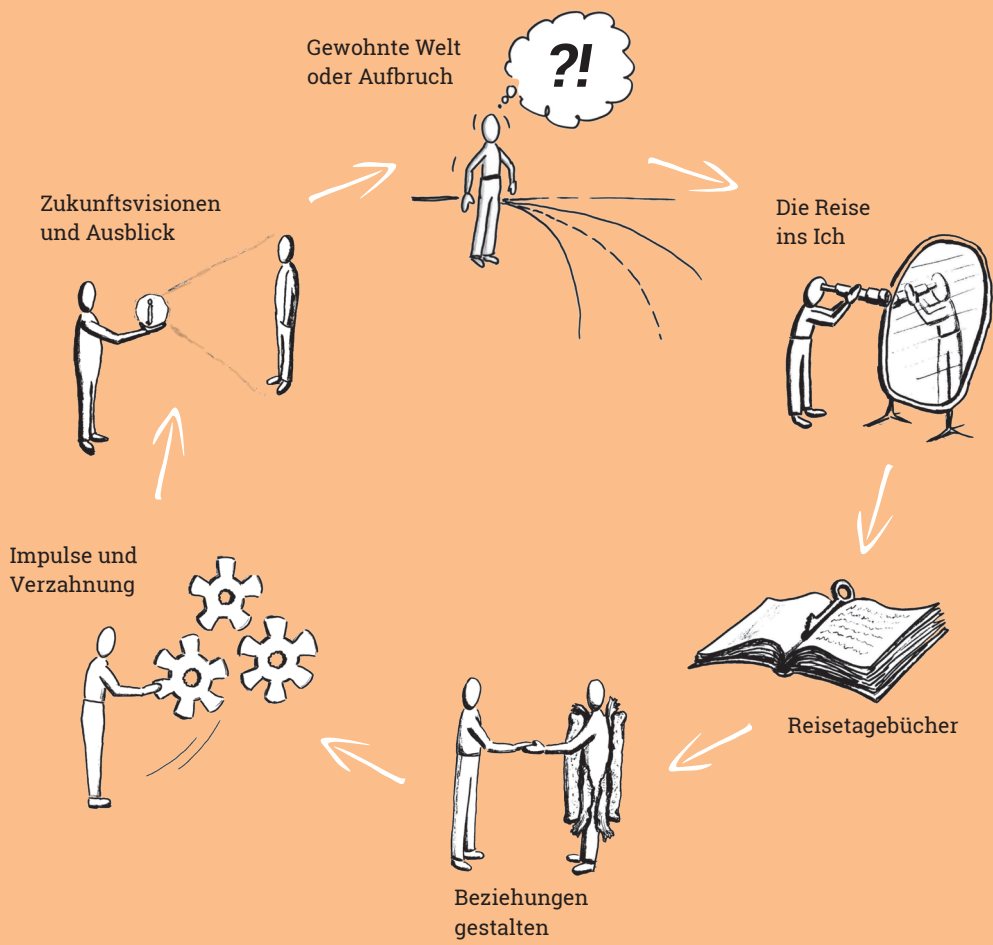 Gewohnte Welt
oder Aufbruch
?!
Die Reise
ins Ich
Reisetagebücher
Beziehungen
gestalten
Impulse und
Verzahnung
Zukunftsvisionen
und Ausblick
i